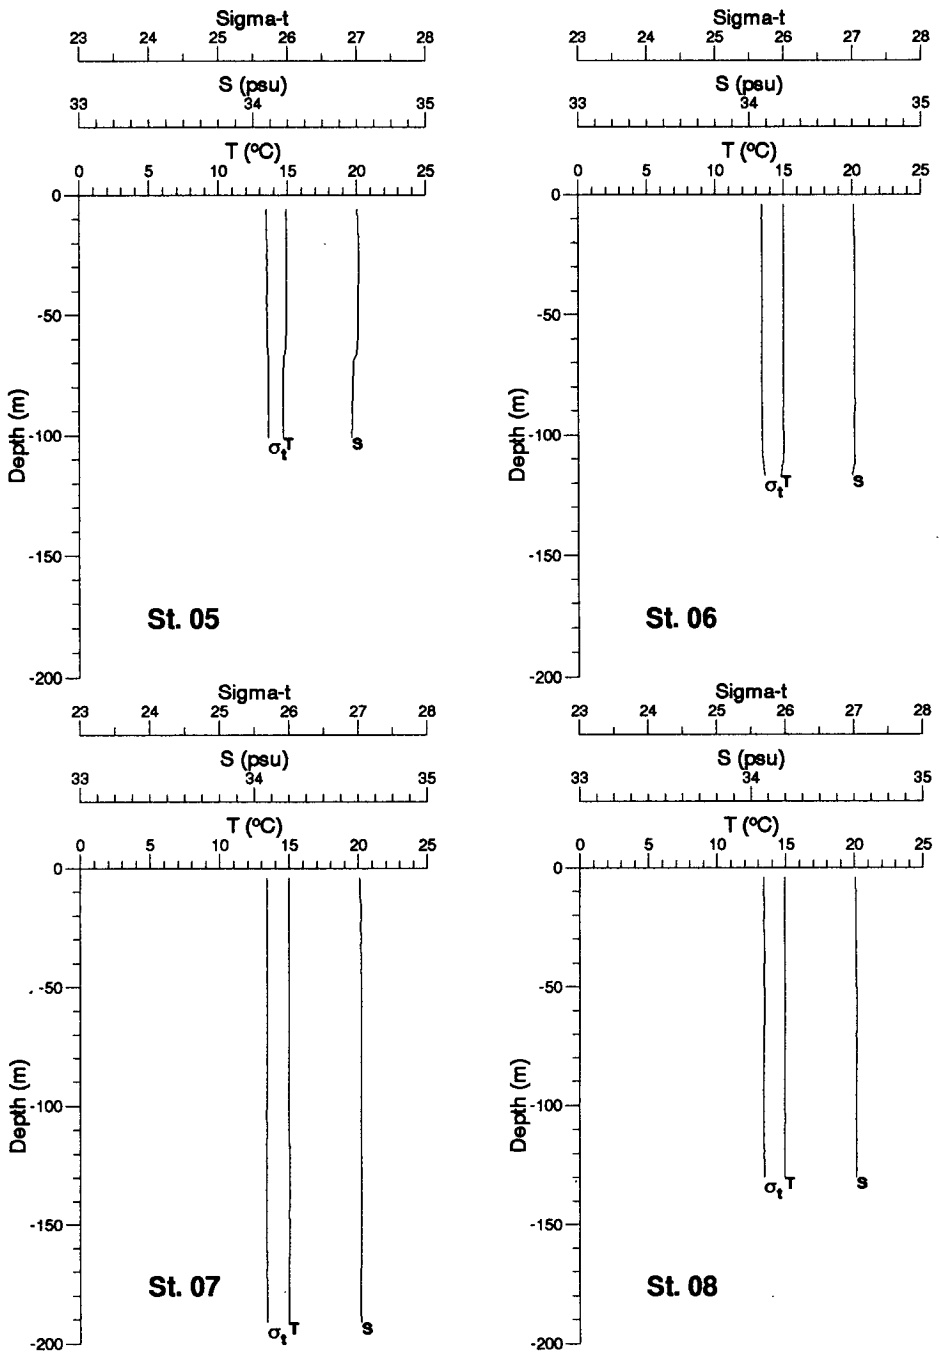 Sigma-t
23 24 25 26 27 28
S (psu)
33 34 35
T (ºC)
0 5 10 15 20 25
0
-50
-100
-150
-200
Depth (m)
σt T S
St. 05
Sigma-t
23 24 25 26 27 28
S (psu)
33 34 35
T (ºC)
0 5 10 15 20 25
0
-50
-100
-150
-200
Depth (m)
σt T S
St. 06
Sigma-t
23 24 25 26 27 28
S (psu)
33 34 35
T (ºC)
0 5 10 15 20 25
0
-50
-100
-150
-200
Depth (m)
σt T S
St. 07
Sigma-t
23 24 25 26 27 28
S (psu)
33 34 35
T (ºC)
0 5 10 15 20 25
0
-50
-100
-150
-200
Depth (m)
σt T S
St. 08